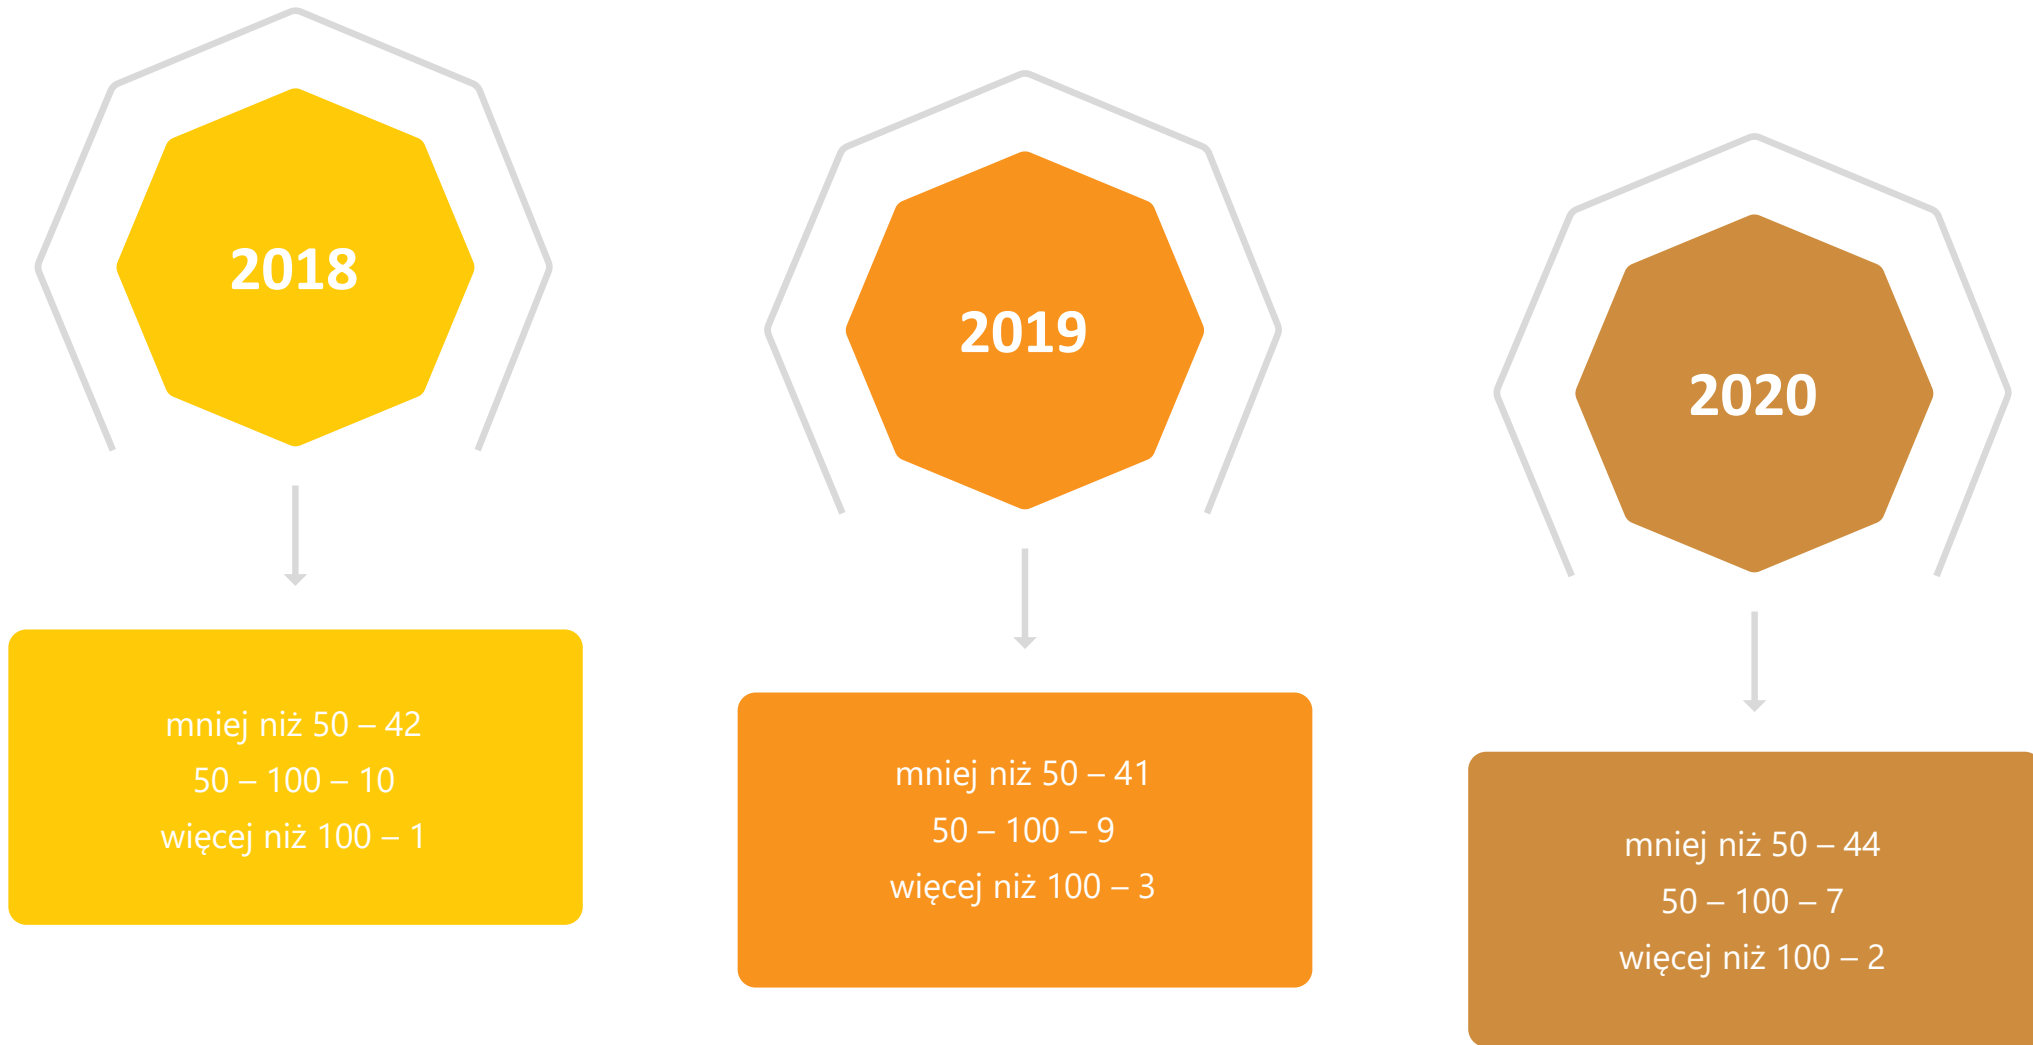 2018
mniej niż 50 – 42
50 – 100 – 10
więcej niż 100 – 1
2019
mniej niż 50 – 41
50 – 100 – 9
więcej niż 100 – 3
2020
mniej niż 50 – 44
50 – 100 – 7
więcej niż 100 – 2